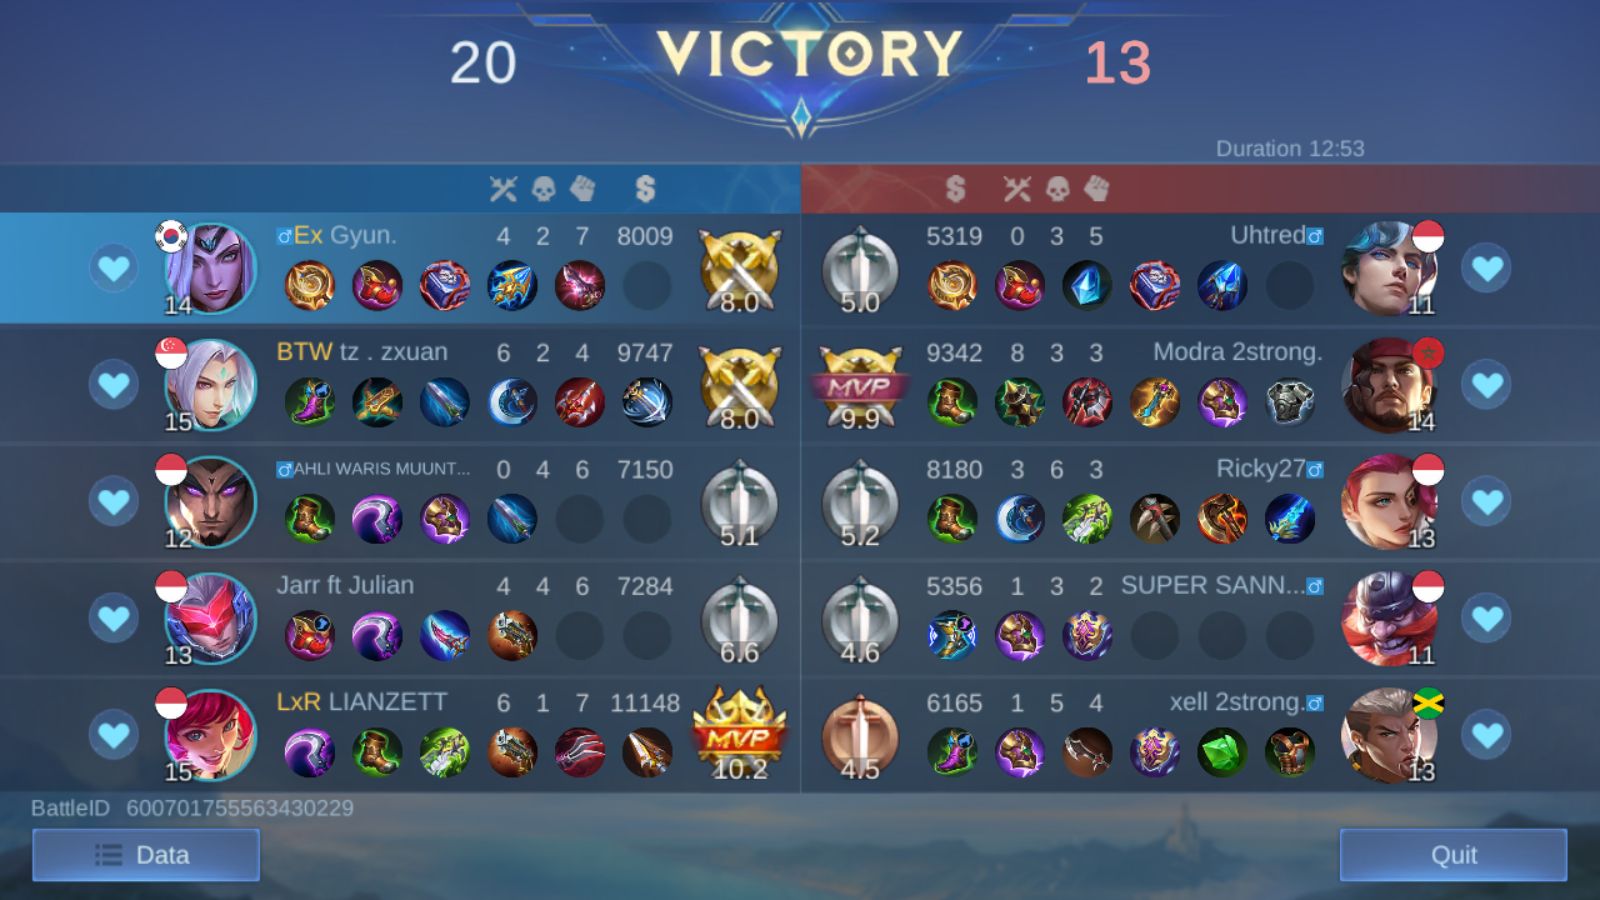 20 VICTORY 13
Duration 12:53
Ex Gyun. 4 2 7 8009 8.0
14
5.0 5319 0 3 5 Uhtred
11
BTW tz . zxuan 6 2 4 9747 8.0
15
MVP 9.9 9342 8 3 3 Modra 2strong.
14
AHLI WARIS MUUNT... 0 4 6 7150 5.1
12
5.2 8180 3 6 3 Ricky27
13
Jarr ft Julian 4 4 6 7284 6.6
13
4.6 5356 1 3 2 SUPER SANN...
11
LxR LIANZETT 6 1 7 11148 MVP 10.2
15
4.5 6165 1 5 4 xell 2strong.
13
BattleID 600701755563430229
Data
Quit